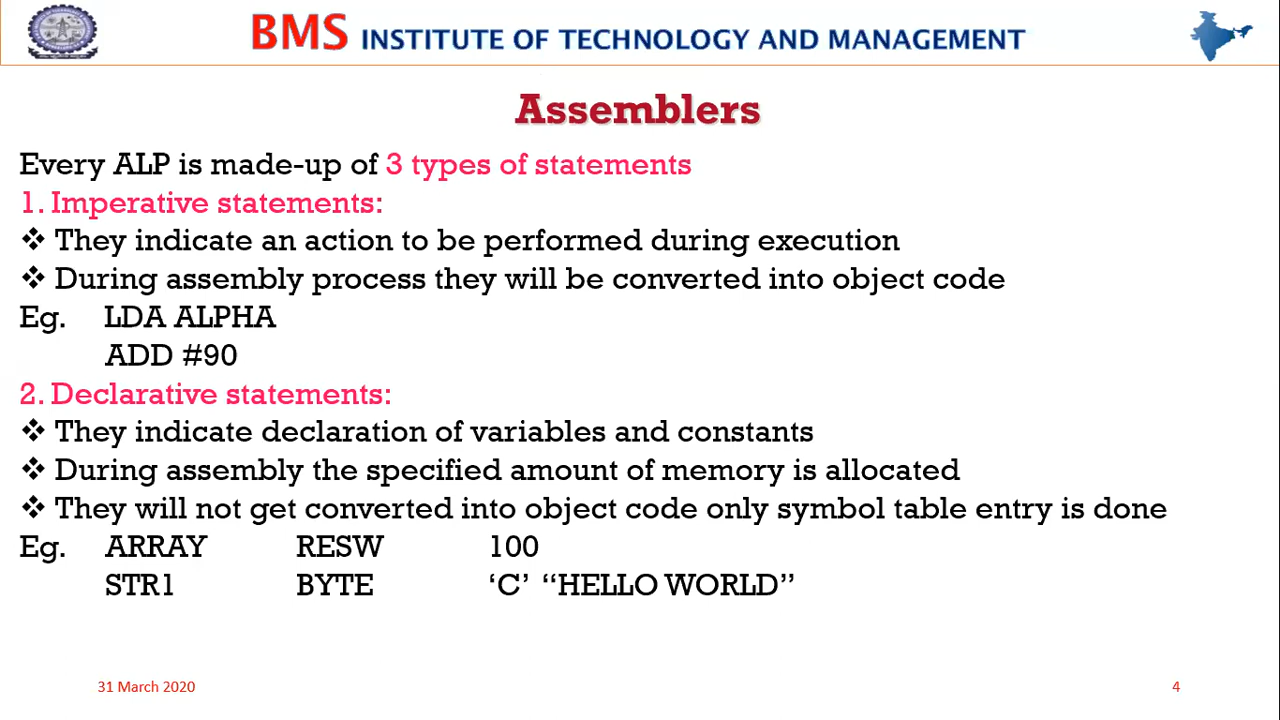 BMS INSTITUTE OF TECHNOLOGY AND MANAGEMENT
Assemblers
Every ALP is made-up of 3 types of statements
1. Imperative statements:
❖ They indicate an action to be performed during execution
❖ During assembly process they will be converted into object code
Eg. LDA ALPHA
ADD #90
2. Declarative statements:
❖ They indicate declaration of variables and constants
❖ During assembly the specified amount of memory is allocated
❖ They will not get converted into object code only symbol table entry is done
Eg. ARRAY RESW 100
STR1 BYTE ‘C’ “HELLO WORLD”
31 March 2020 4